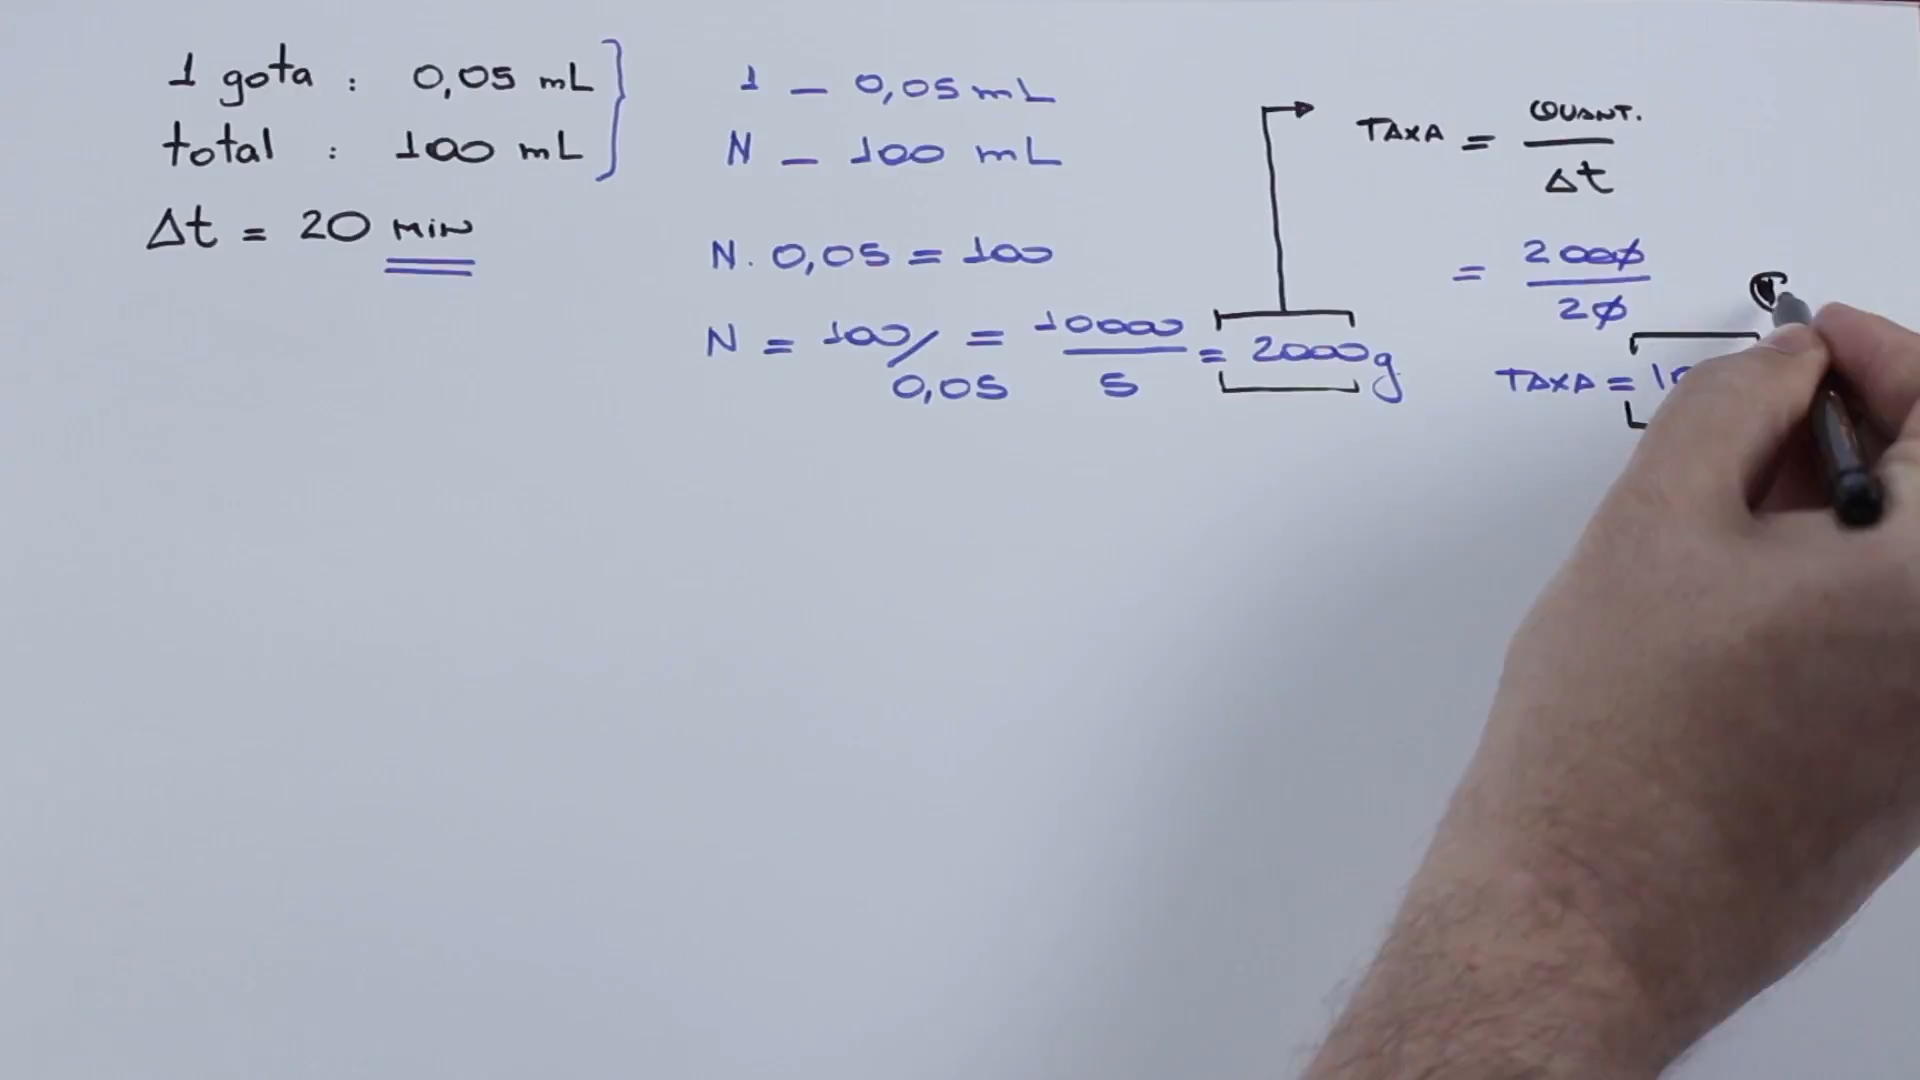 1 gota : 0,05 mL
total : 100 mL
Δt = 20 MIN
1 – 0,05 mL
N – 100 mL
N. 0,05 = 100
N = 100/0,05 = 10000/5 = 2000g
TAXA = QUANT./Δt
= 2000/20
TAXA =